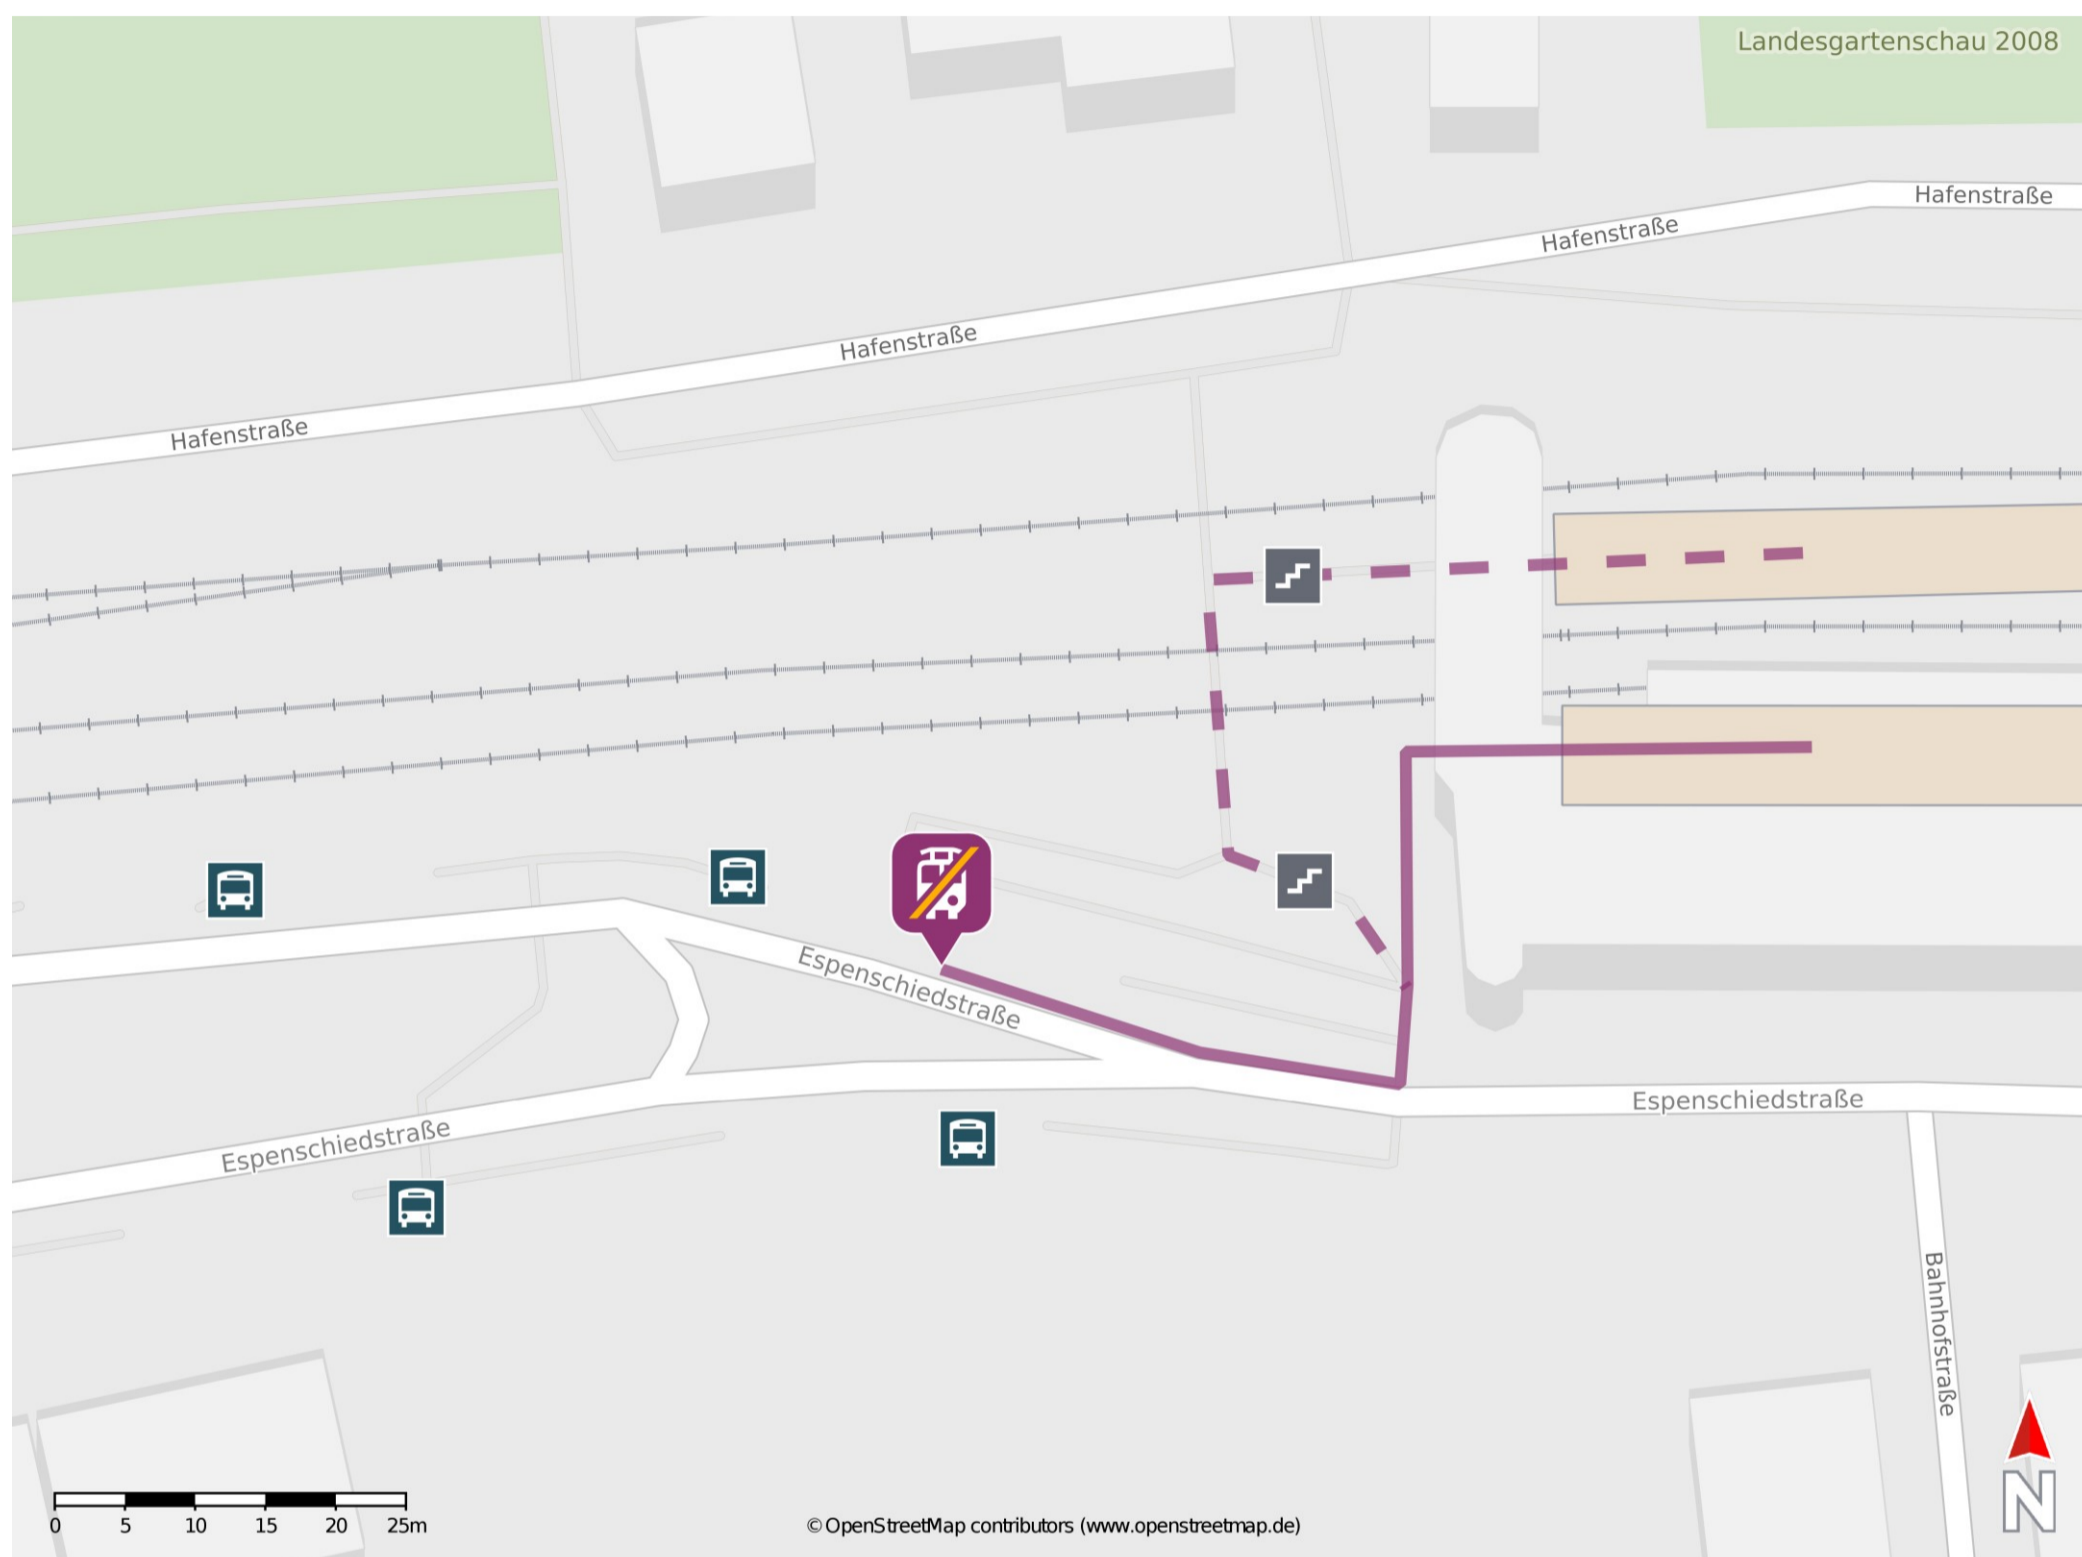 Landesgartenschau 2008
Hafenstraße
Hafenstraße
Hafenstraße
Hafenstraße
Espenschiedstraße
Espenschiedstraße
Espenschiedstraße
Bahnhofstraße
0 5 10 15 20 25m
© OpenStreetMap contributors (www.openstreetmap.de)
N